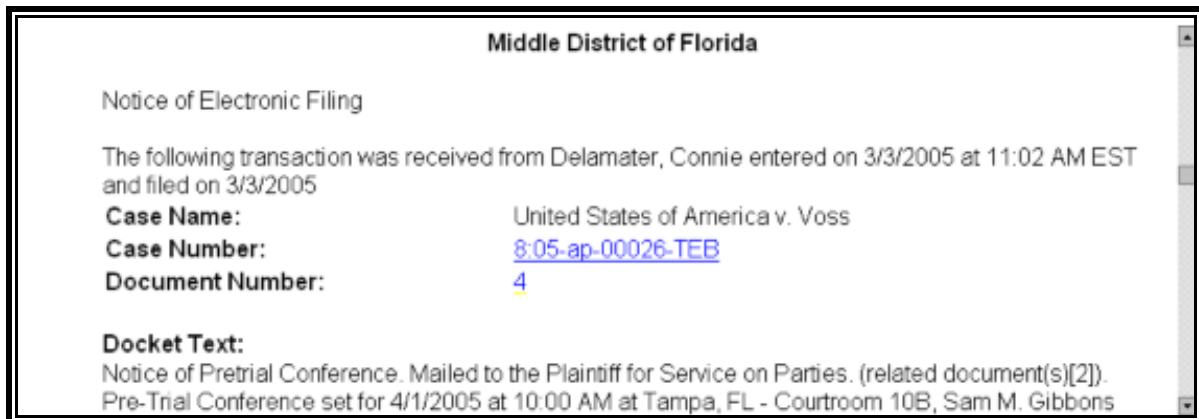 Middle District of Florida
Notice of Electronic Filing
The following transaction was received from Delamater, Connie entered on 3/3/2005 at 11:02 AM EST
and filed on 3/3/2005
Case Name: United States of America v. Voss
Case Number: 8:05-ap-00026-TEB
Document Number: 4
Docket Text:
Notice of Pretrial Conference. Mailed to the Plaintiff for Service on Parties. (related document(s)[2]).
Pre-Trial Conference set for 4/1/2005 at 10:00 AM at Tampa, FL - Courtroom 10B, Sam M. Gibbons